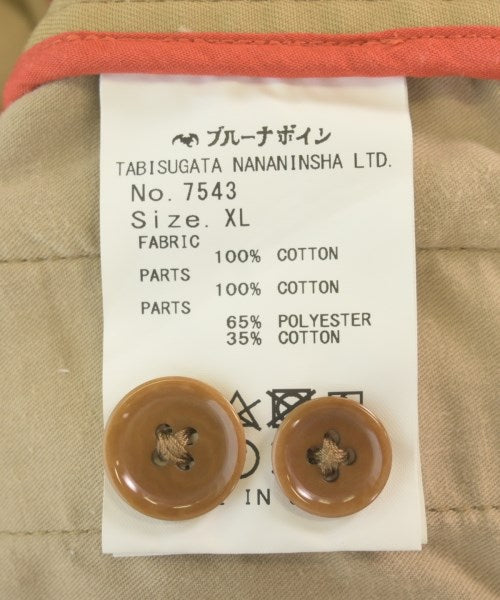 ブルーナボイン
TABISUGATA NANANINSHA LTD.
No. 7543
Size. XL
FABRIC
100% COTTON
PARTS
100% COTTON
PARTS
65% POLYESTER
35% COTTON
IN